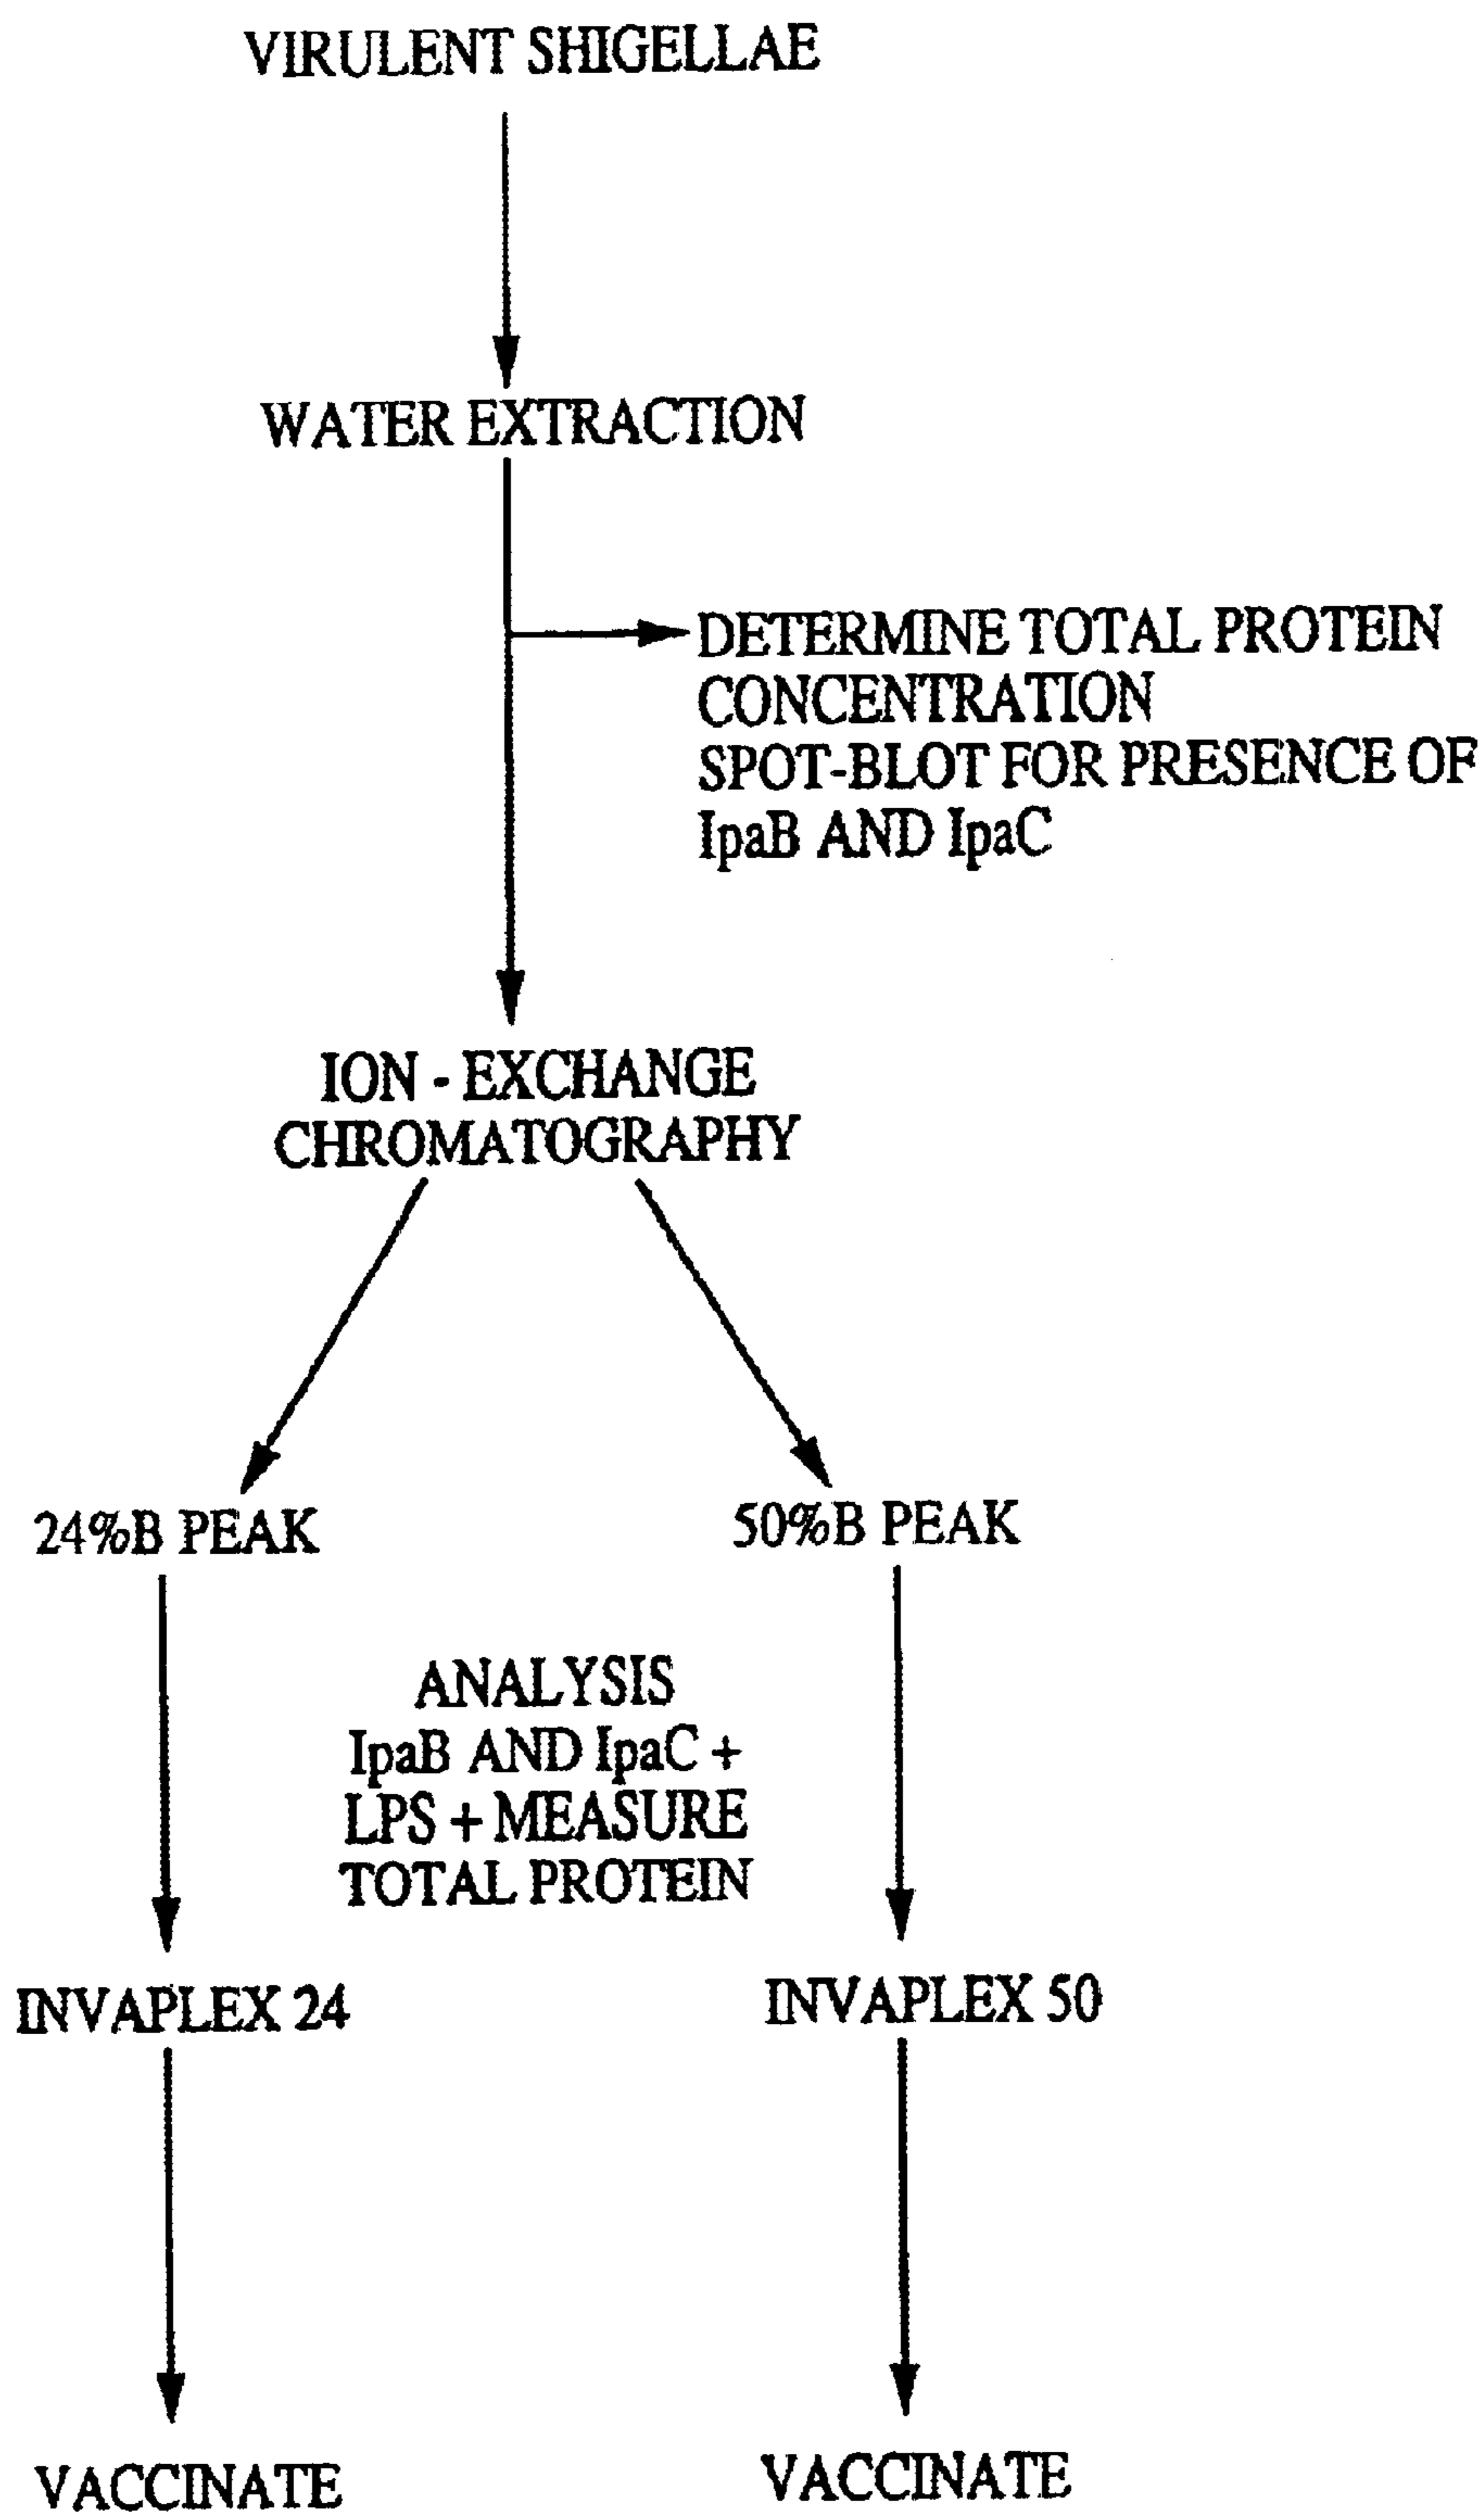 VIRULENT SHIGELLAE
WATER EXTRACTION
DETERMINE TOTAL PROTEIN
CONCENTRATION
SPOT-BLOT FOR PRESENCE OF
IpaB AND IpaC
ION - EXCHANGE
CHROMATOGRAPHY
24%B PEAK
50%B PEAK
ANALYSIS
IpaB AND IpaC +
LPS + MEASURE
TOTAL PROTEIN
INVAPLEX 24
INVAPLEX 50
VACCINATE
VACCINATE